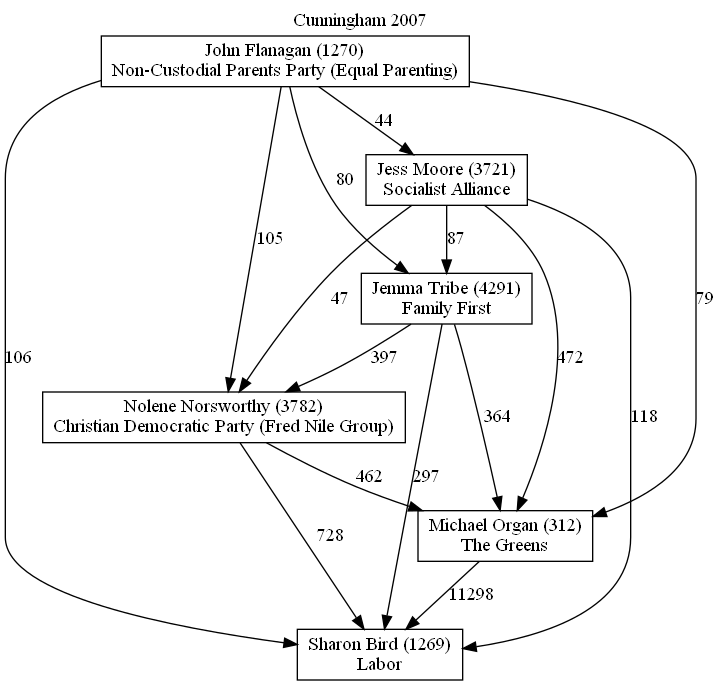 Cunningham 2007
John Flanagan (1270)
Non-Custodial Parents Party (Equal Parenting)
44
Jess Moore (3721)
Socialist Alliance
80
105
87
47
79
Jemma Tribe (4291)
Family First
106
397
472
Nolene Norsworthy (3782)
Christian Democratic Party (Fred Nile Group)
364
118
462
297
728
Michael Organ (312)
The Greens
11298
Sharon Bird (1269)
Labor